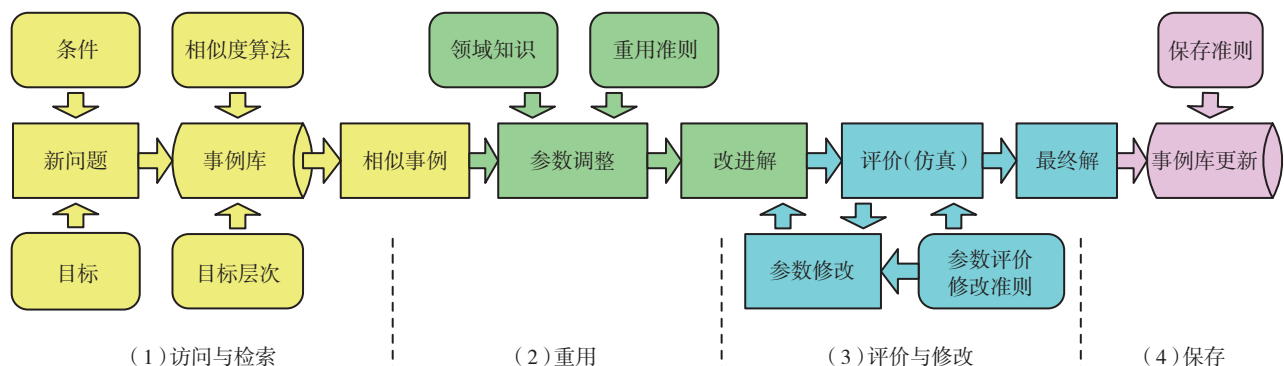 条件
相似度算法
领域知识
重用准则
保存准则
新问题
事例库
相似事例
参数调整
改进解
评价(仿真)
最终解
事例库更新
目标
目标层次
参数修改
参数评价
修改准则
(1)访问与检索
(2)重用
(3)评价与修改
(4)保存